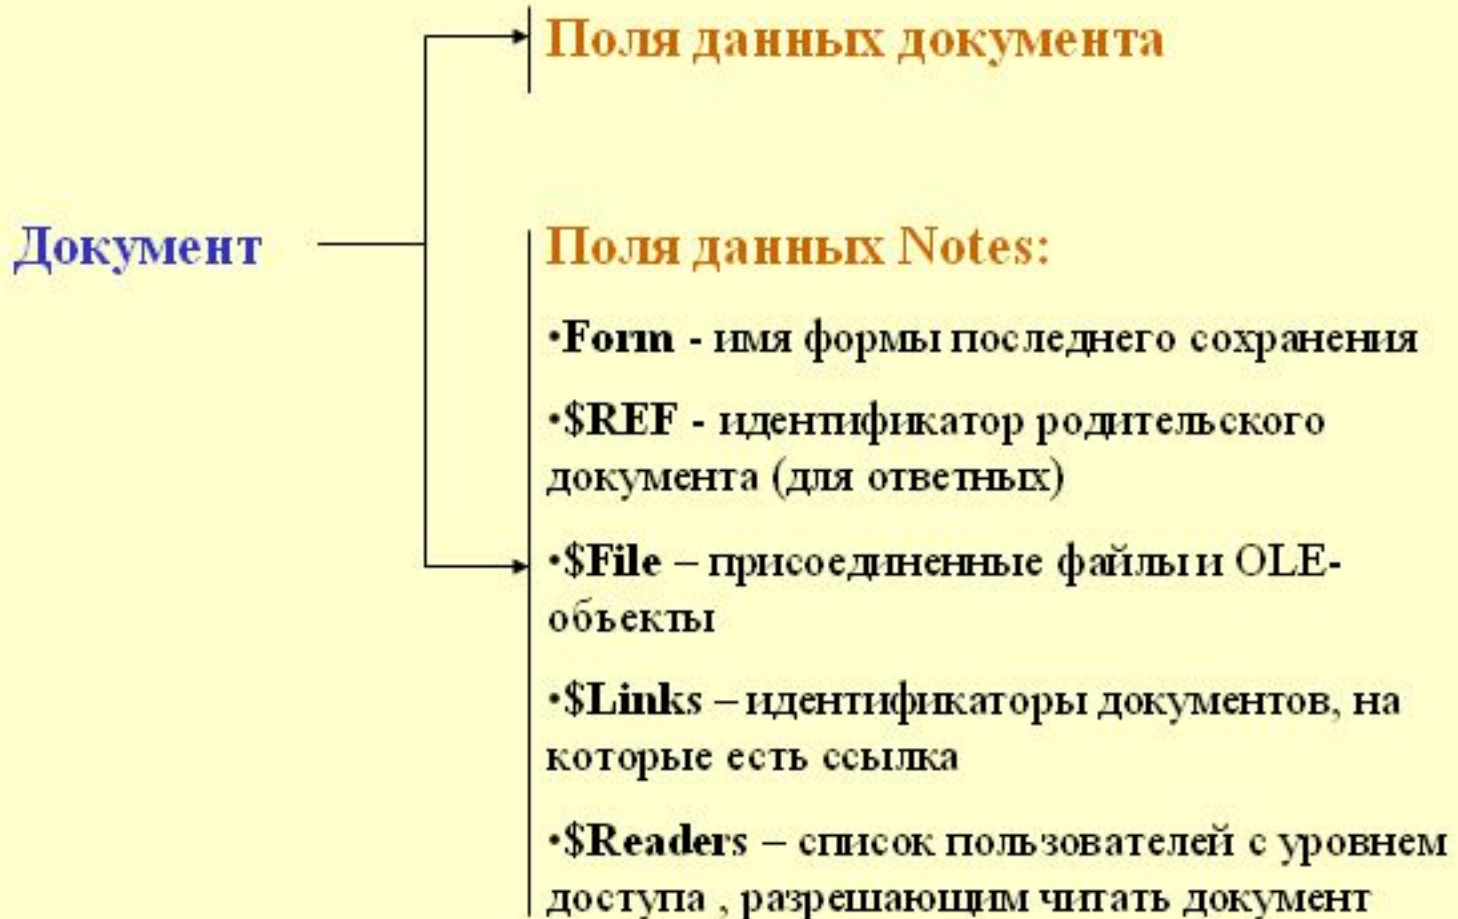 Поля данных документа
Документ
Поля данных Notes:
•Form - имя формы последнего сохранения
•$REF - идентификатор родительского
документа (для ответных)
•$File – присоединенные файлы и OLE-
объекты
•$Links – идентификаторы документов, на
которые есть ссылка
•$Readers – список пользователей с уровнем
доступа , разрешающим читать документ